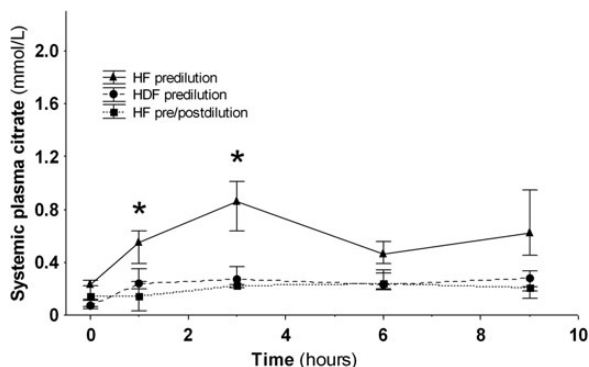 Systemic plasma citrate (mmol/L)
2.0
1.6
1.2
0.8
0.4
0
HF predilution
HDF predilution
HF pre/postdilution
*
*
0 2 4 6 8 10
Time (hours)